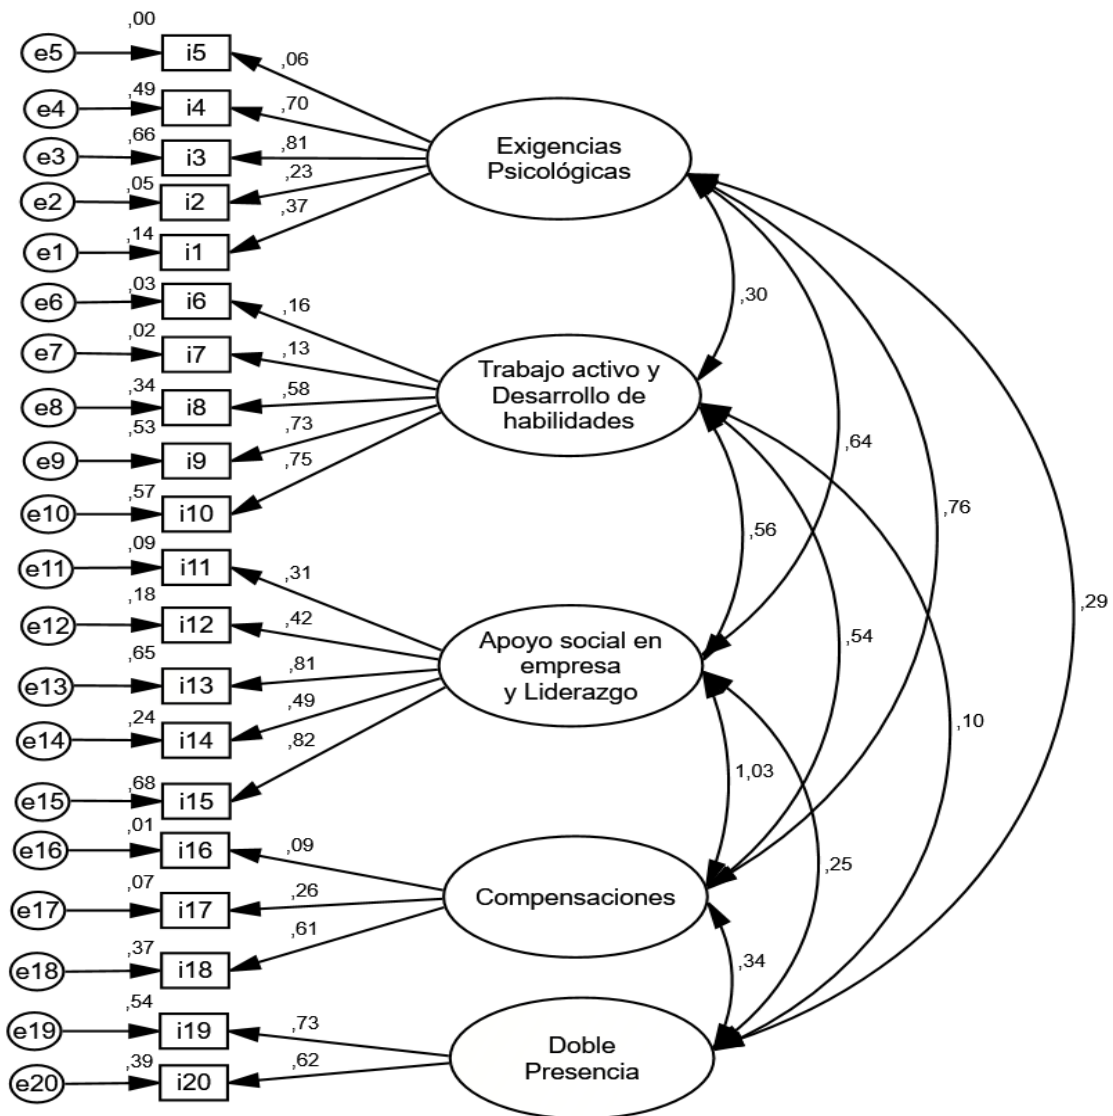 ,00
e5 i5 ,06
,49
e4 i4 ,70
,66
e3 i3 ,81
,05
e2 i2 ,23
,14
e1 i1 ,37
Exigencias
Psicológicas
,03
e6 i6 ,16
,02
e7 i7 ,13
,34
e8 i8 ,58
,53
e9 i9 ,73
,57
e10 i10 ,75
Trabajo activo y
Desarrollo de
habilidades
,09
e11 i11 ,31
,18
e12 i12 ,42
,65
e13 i13 ,81
,24
e14 i14 ,49
,68
e15 i15 ,82
Apoyo social en
empresa
y Liderazgo
,01
e16 i16 ,09
,07
e17 i17 ,26
,37
e18 i18 ,61
Compensaciones
,54
e19 i19 ,73
,39
e20 i20 ,62
Doble
Presencia
,30
,64
,76
,56
,29
,54
,10
1,03
,25
,34